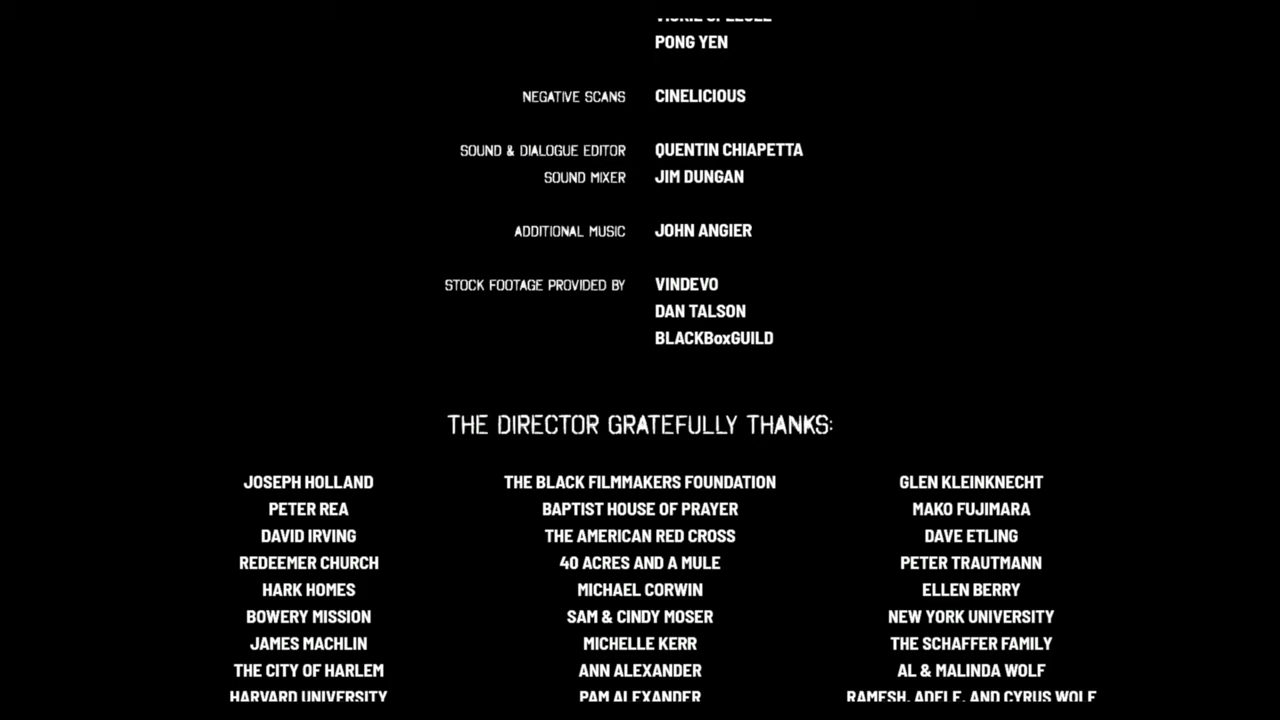 PONG YEN
NEGATIVE SCANS CINELICIOUS
SOUND & DIALOGUE EDITOR QUENTIN CHIAPETTA
SOUND MIXER JIM DUNGAN
ADDITIONAL MUSIC JOHN ANGIER
STOCK FOOTAGE PROVIDED BY VINDEVO
DAN TALSON
BLACKBoxGUILD
THE DIRECTOR GRATEFULLY THANKS:
JOSEPH HOLLAND THE BLACK FILMMAKERS FOUNDATION GLEN KLEINKNECHT
PETER REA BAPTIST HOUSE OF PRAYER MAKO FUJIMARA
DAVID IRVING THE AMERICAN RED CROSS DAVE ETLING
REDEEMER CHURCH 40 ACRES AND A MULE PETER TRAUTMANN
HARK HOMES MICHAEL CORWIN ELLEN BERRY
BOWERY MISSION SAM & CINDY MOSER NEW YORK UNIVERSITY
JAMES MACHLIN MICHELLE KERR THE SCHAFFER FAMILY
THE CITY OF HARLEM ANN ALEXANDER AL & MALINDA WOLF
HARVARD UNIVERSITY PAM ALEXANDER RAMESH, ADELE, AND CYRUS WOLF